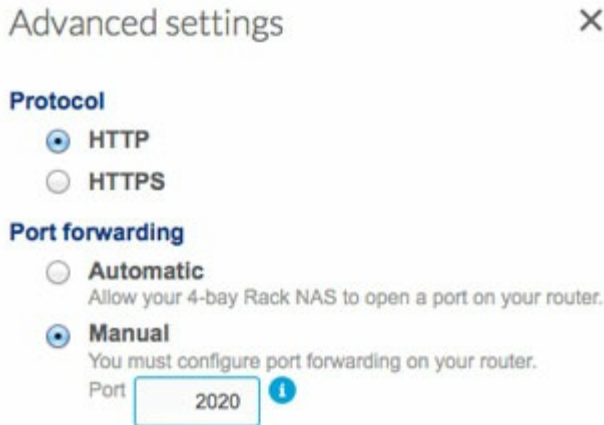 Advanced settings
Protocol
HTTP
HTTPS
Port forwarding
Automatic
Allow your 4-bay Rack NAS to open a port on your router.
Manual
You must configure port forwarding on your router.
Port 2020 i